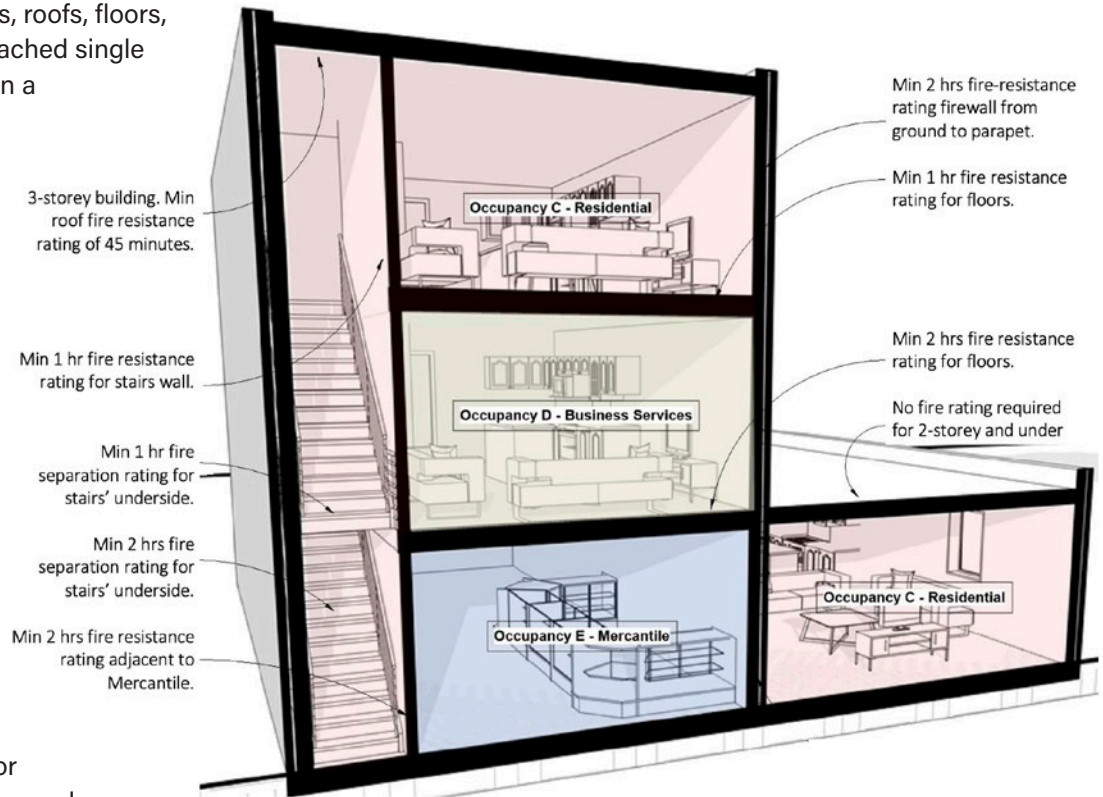 s, roofs, floors,
ached single
n a
3-storey building. Min
roof fire resistance
rating of 45 minutes.
Min 1 hr fire resistance
rating for stairs wall.
Min 1 hr fire
separation rating for
stairs’ underside.
Min 2 hrs fire
separation rating for
stairs’ underside.
Min 2 hrs fire resistance
rating adjacent to
Mercantile.
Occupancy C - Residential
Occupancy D - Business Services
Occupancy E - Mercantile
Occupancy C - Residential
Min 2 hrs fire-resistance
rating firewall from
ground to parapet.
Min 1 hr fire resistance
rating for floors.
Min 2 hrs fire resistance
rating for floors.
No fire rating required
for 2-storey and under
or